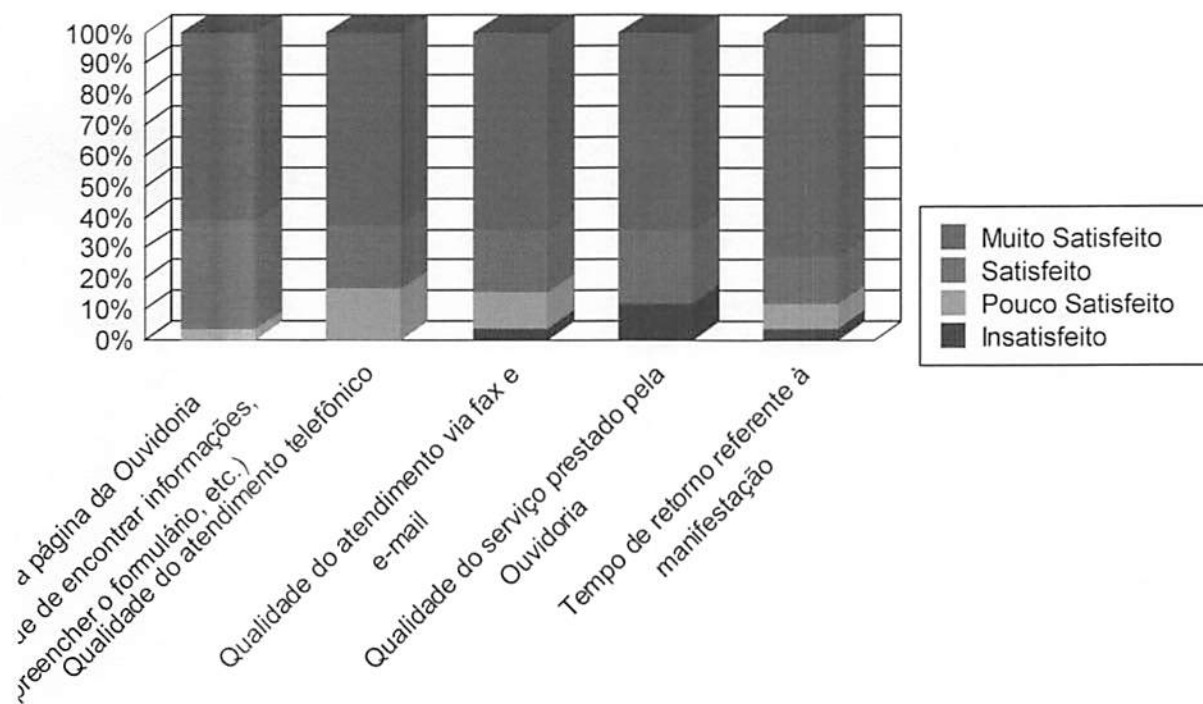 100%
90%
80%
70%
60%
50%
40%
30%
20%
10%
0%
Muito Satisfeito
Satisfeito
Pouco Satisfeito
Insatisfeito
a página da Ouvidoria
de encontrar informações,
o formulário, etc.)
Qualidade do atendimento telefônico
Qualidade do atendimento via fax e
e-mail
Qualidade do serviço prestado pela
Ouvidoria
Tempo de retorno referente à
manifestação